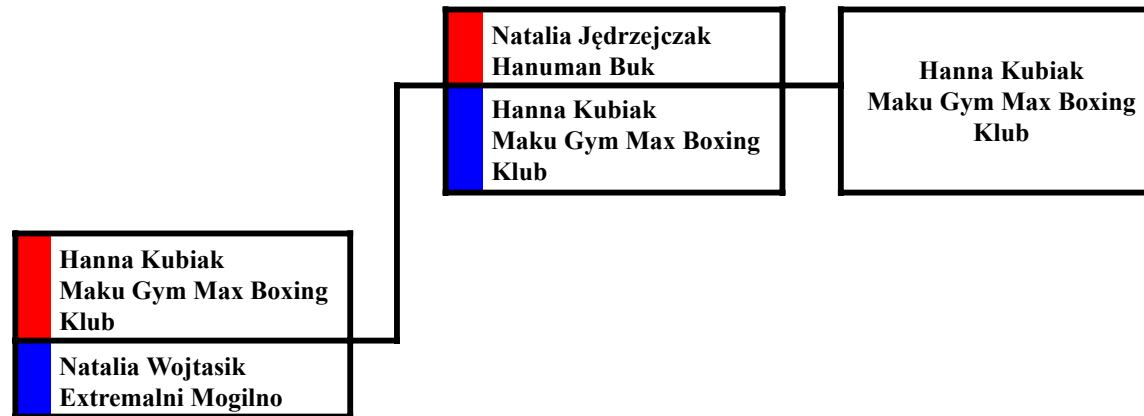 Natalia Jędrzejczak
Hanuman Buk
Hanna Kubiak
Maku Gym Max Boxing
Klub
Hanna Kubiak
Maku Gym Max Boxing
Klub
Hanna Kubiak
Maku Gym Max Boxing
Klub
Natalia Wojtasik
Extremalni Mogilno